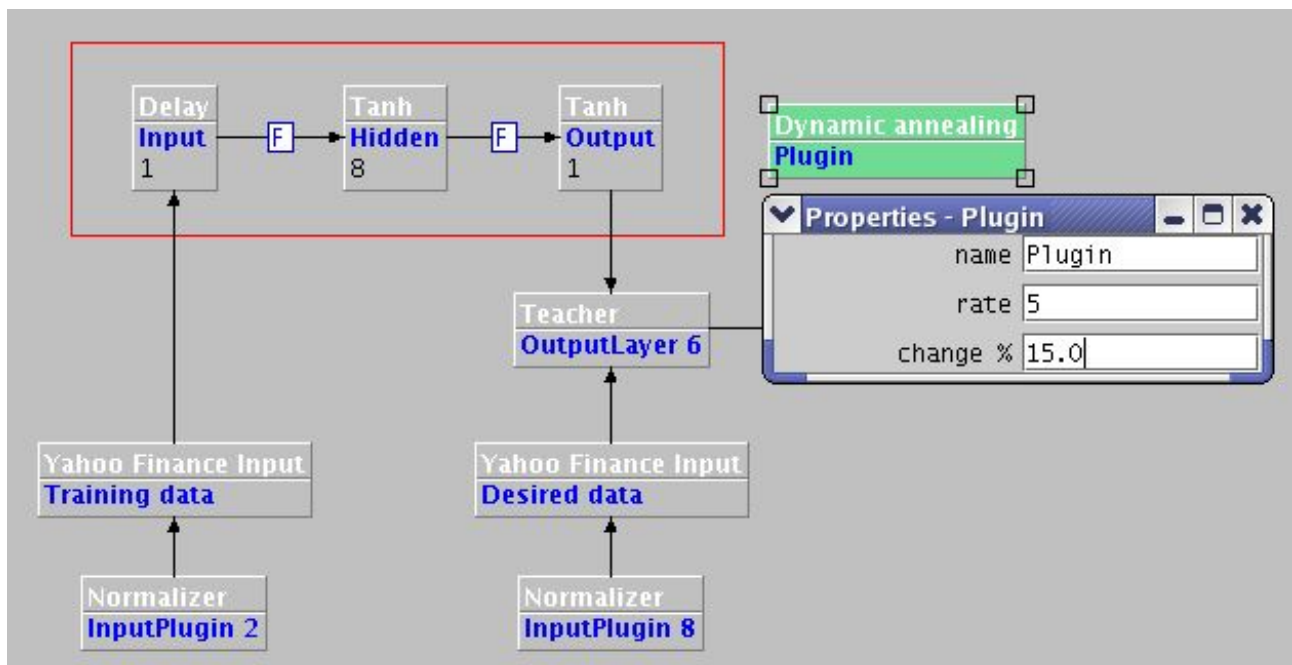 Delay
Input
1
F
Tanh
Hidden
8
F
Tanh
Output
1
Dynamic annealing
Plugin
Properties - Plugin
name Plugin
rate 5
change % 15.0
Teacher
OutputLayer 6
Yahoo Finance Input
Training data
Yahoo Finance Input
Desired data
Normalizer
InputPlugin 2
Normalizer
InputPlugin 8